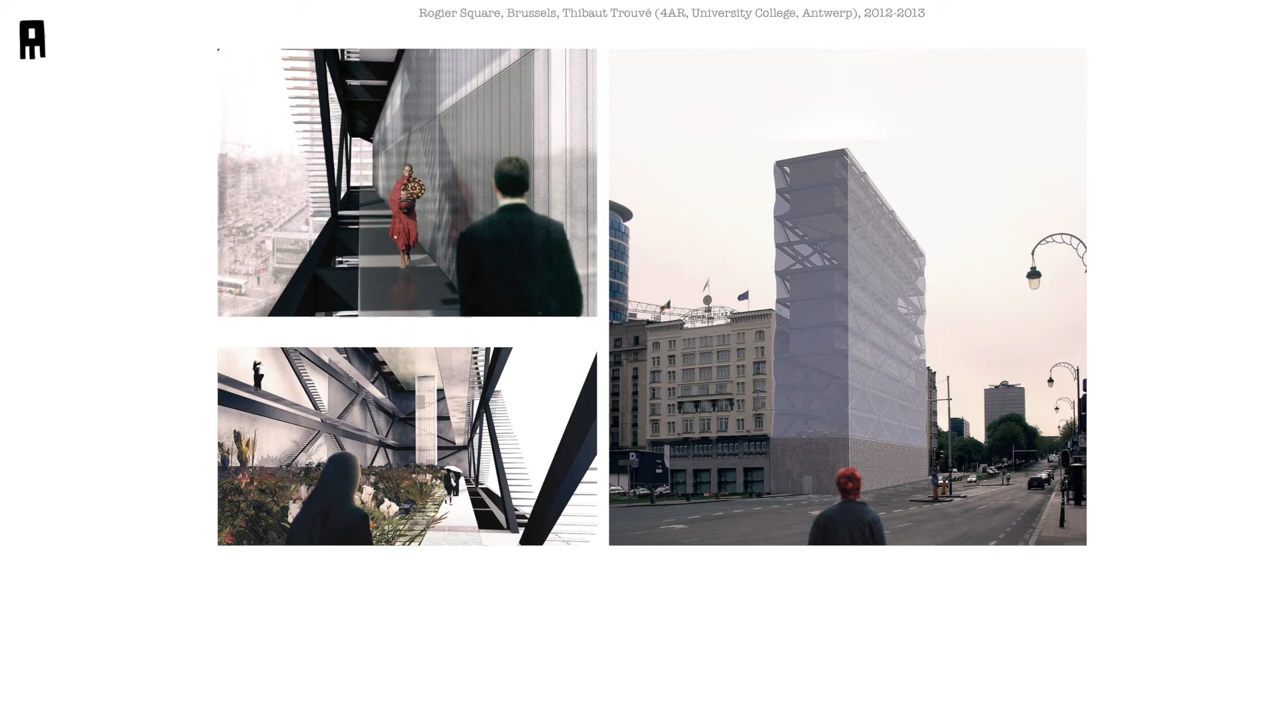 Rogier Square, Brussels, Thibaut Trouvé (4AR, University College, Antwerp), 2012-2013